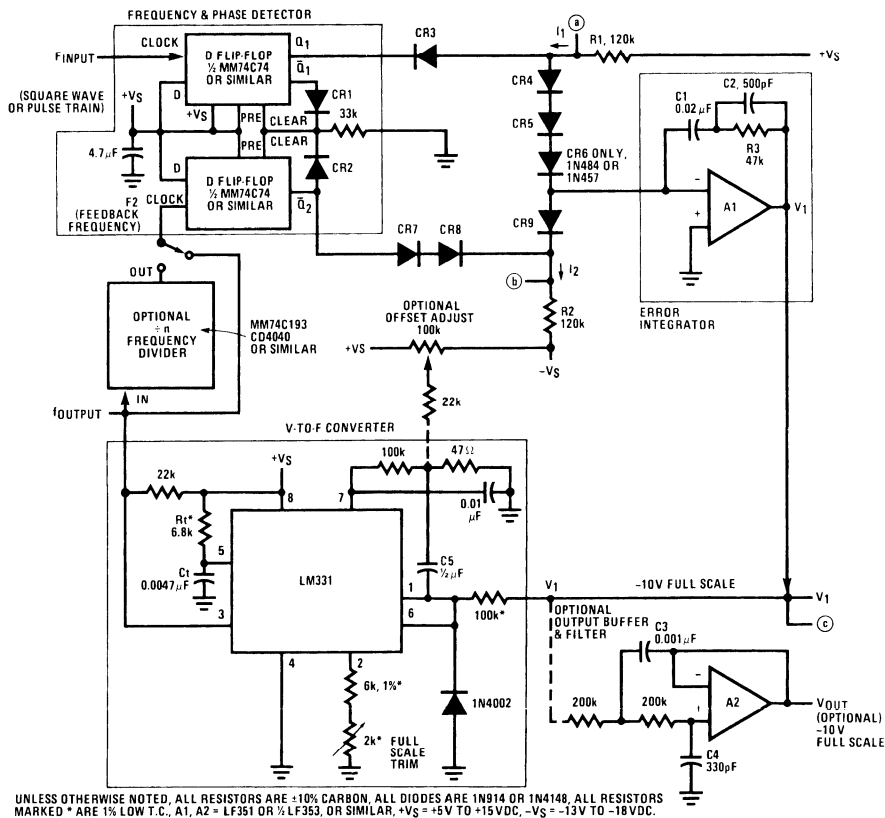 FREQUENCY & PHASE DETECTOR
FINPUT
CLOCK
D FLIP-FLOP
½ MM74C74
OR SIMILAR
Q1
Q̅1
(SQUARE WAVE
OR PULSE TRAIN)
+VS
D
+VS
PRE
CLEAR
CR1
33k
PRE
CLEAR
4.7µF
D
D FLIP-FLOP
½ MM74C74
OR SIMILAR
CR2
Q̅2
F2
(FEEDBACK
FREQUENCY)
CLOCK
CR3
I1
a
R1, 120k
+VS
CR4
CR5
CR6 ONLY,
1N484 OR
1N457
CR9
CR7
CR8
I2
b
R2
120k
−VS
C1
0.02 µF
C2, 500pF
R3
47k
−
+
A1
V1
ERROR
INTEGRATOR
OUT
OPTIONAL
÷ n
FREQUENCY
DIVIDER
MM74C193
CD4040
OR SIMILAR
IN
fOUTPUT
OPTIONAL
OFFSET ADJUST
100k
+VS
22k
V-TO-F CONVERTER
+VS
22k
100k
47Ω
8
7
0.01
µF
Rt*
6.8k
5
Ct
0.0047µF
LM331
C5
½µF
1
6
3
4
2
100k*
6k, 1%*
2k*
FULL
SCALE
TRIM
1N4002
V1
−10V FULL SCALE
V1
c
OPTIONAL
OUTPUT BUFFER
& FILTER
C3
0.001µF
200k
200k
−
+
A2
C4
330pF
VOUT
(OPTIONAL)
−10V
FULL SCALE
UNLESS OTHERWISE NOTED, ALL RESISTORS ARE ±10% CARBON, ALL DIODES ARE 1N914 OR 1N4148, ALL RESISTORS
MARKED * ARE 1% LOW T.C., A1, A2 = LF351 OR ½ LF353, OR SIMILAR, +VS = +5V TO +15VDC, −VS = −13V TO −18VDC.